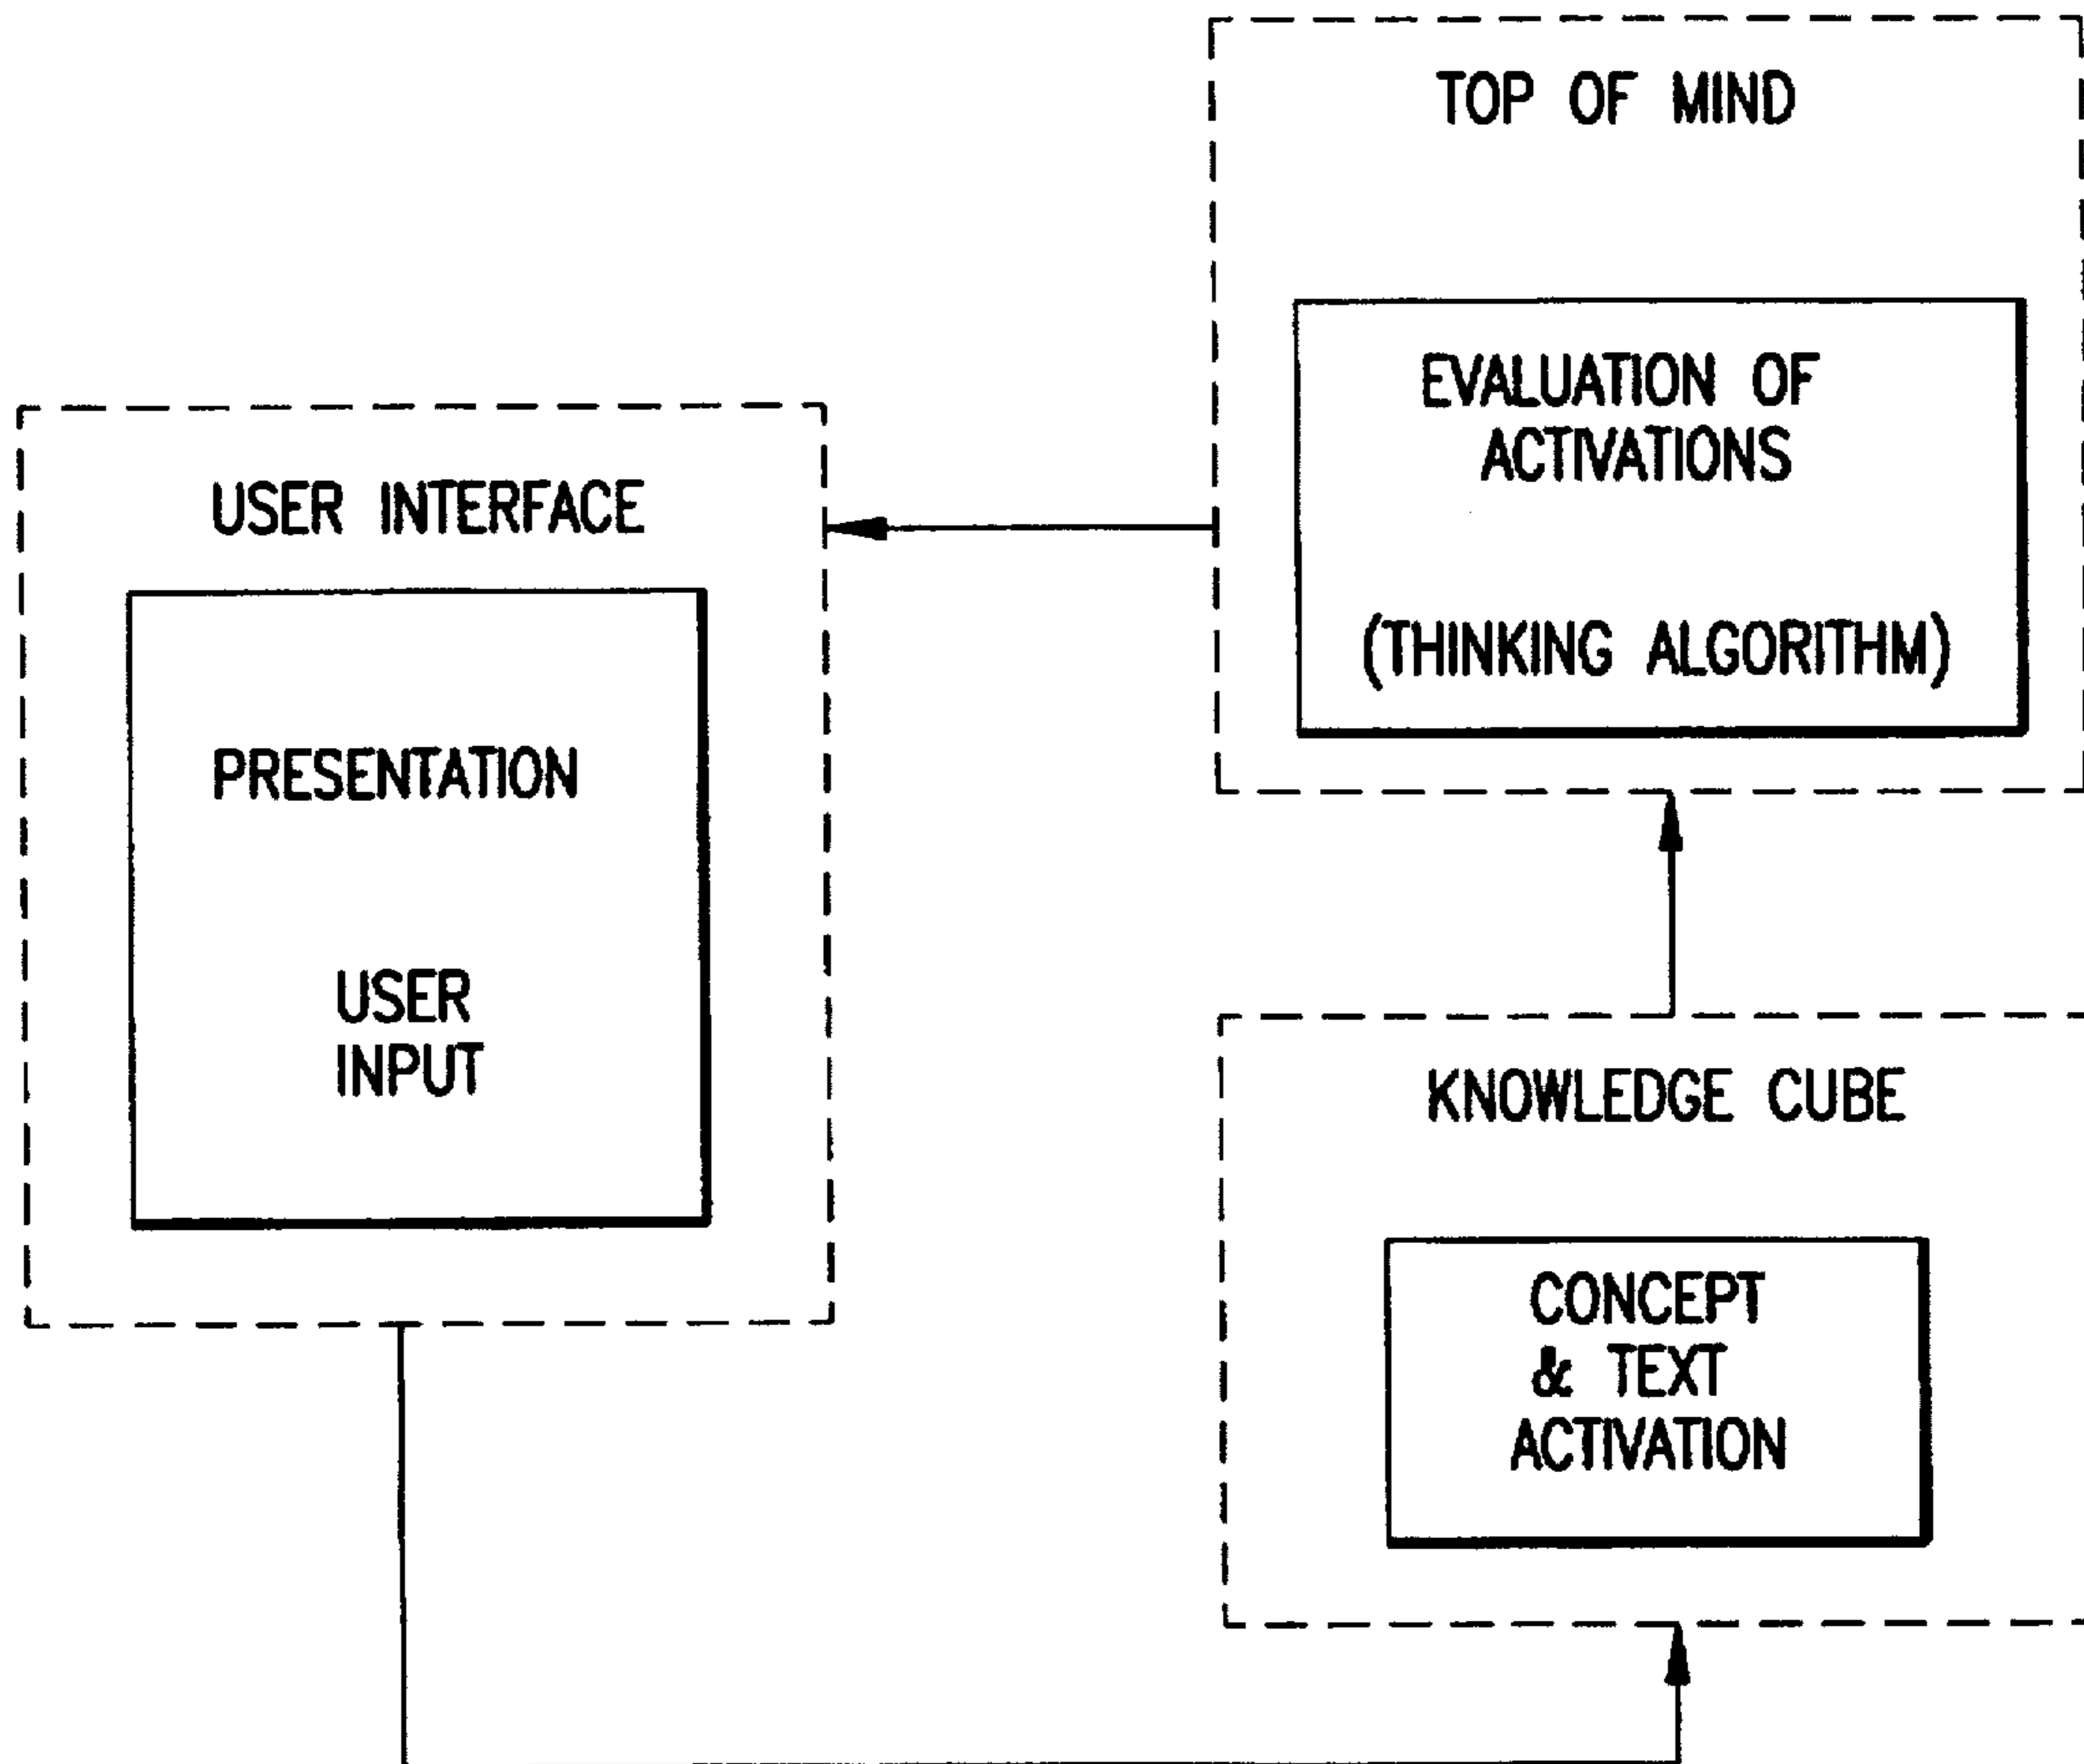 TOP OF MIND
EVALUATION OF
ACTIVATIONS
(THINKING ALGORITHM)
USER INTERFACE
PRESENTATION
USER
INPUT
KNOWLEDGE CUBE
CONCEPT
& TEXT
ACTIVATION